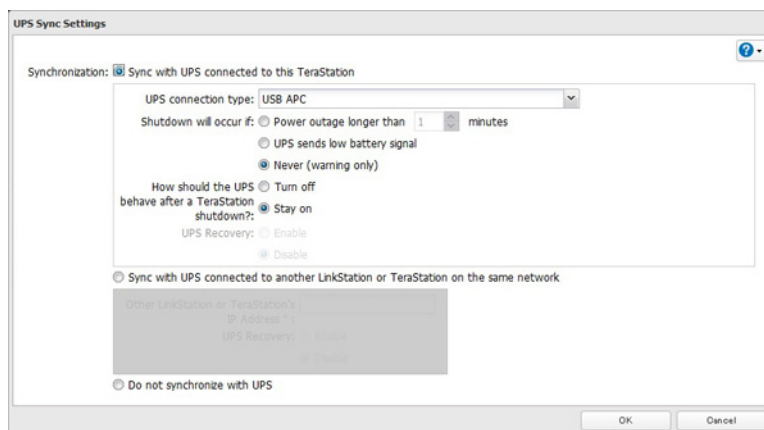 UPS Sync Settings
?
Synchronization: Sync with UPS connected to this TeraStation
UPS connection type: USB APC
Shutdown will occur if: Power outage longer than 1 minutes
UPS sends low battery signal
Never (warning only)
How should the UPS behave after a TeraStation shutdown?: Turn off
Stay on
UPS Recovery: Enable
Disable
Sync with UPS connected to another LinkStation or TeraStation on the same network
Other LinkStation or TeraStation's
IP Address * :
UPS Recovery: Enable
Disable
Do not synchronize with UPS
OK Cancel